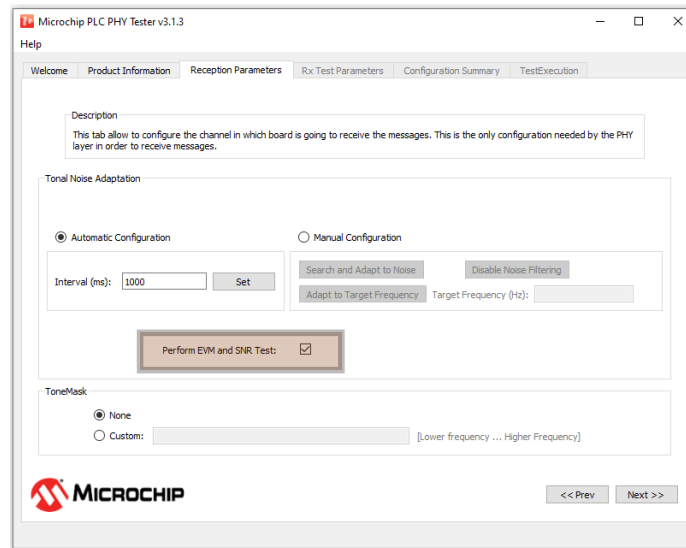 Microchip PLC PHY Tester v3.1.3
Help
Welcome Product Information Reception Parameters Rx Test Parameters Configuration Summary TestExecution
Description
This tab allow to configure the channel in which board is going to receive the messages. This is the only configuration needed by the PHY
layer in order to receive messages.
Tonal Noise Adaptation
Automatic Configuration Manual Configuration
Interval (ms): 1000 Set Search and Adapt to Noise Disable Noise Filtering
Adapt to Target Frequency Target Frequency (Hz):
Perform EVM and SNR Test:
ToneMask
None
Custom: [Lower frequency ... Higher Frequency]
MICROCHIP
<< Prev Next >>